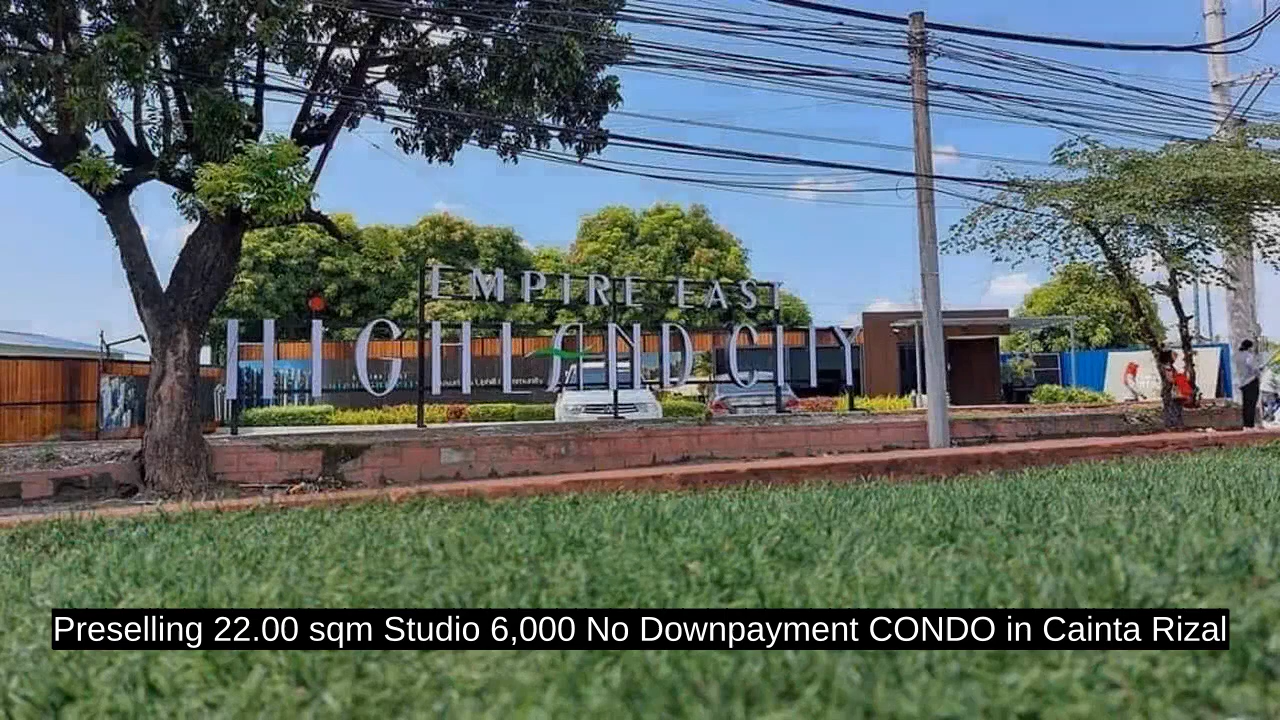 EMPIRE EAST
HIGHLAND CITY
Preselling 22.00 sqm Studio 6,000 No Downpayment CONDO in Cainta Rizal